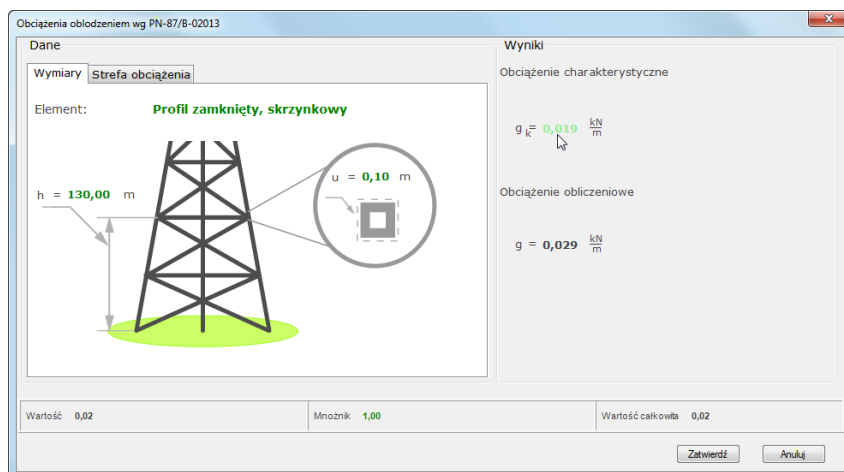 Obciążenia oblodzeniem wg PN-87/B-02013
x
Dane
Wymiary Strefa obciążenia
Element: Profil zamknięty, skrzynkowy
u = 0,10 m
h = 130,00 m
Wyniki
Obciążenie charakterystyczne
g k = 0,019 kN/m
Obciążenie obliczeniowe
g = 0,029 kN/m
Wartość 0,02 Mnożnik 1,00 Wartość całkowita 0,02
Zatwierdź Anuluj